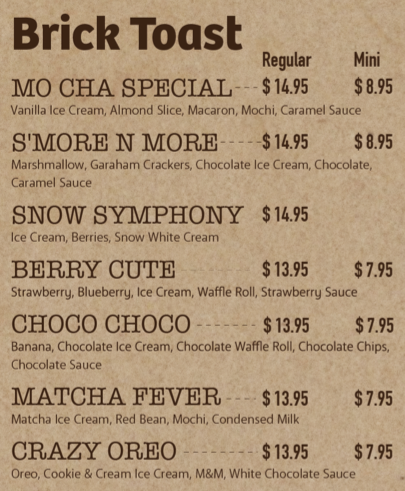 Brick Toast
Regular Mini
MO CHA SPECIAL---$14.95 $8.95
Vanilla Ice Cream, Almond Slice, Macaron, Mochi, Caramel Sauce
S'MORE N MORE-----$14.95 $8.95
Marshmallow, Garaham Crackers, Chocolate Ice Cream, Chocolate,
Caramel Sauce
SNOW SYMPHONY $14.95
Ice Cream, Berries, Snow White Cream
BERRY CUTE -------- $13.95 $7.95
Strawberry, Blueberry, Ice Cream, Waffle Roll, Strawberry Sauce
CHOCO CHOCO ------- $13.95 $7.95
Banana, Chocolate Ice Cream, Chocolate Waffle Roll, Chocolate Chips,
Chocolate Sauce
MATCHA FEVER ---- $13.95 $7.95
Matcha Ice Cream, Red Bean, Mochi, Condensed Milk
CRAZY OREO -------- $13.95 $7.95
Oreo, Cookie & Cream Ice Cream, M&M, White Chocolate Sauce